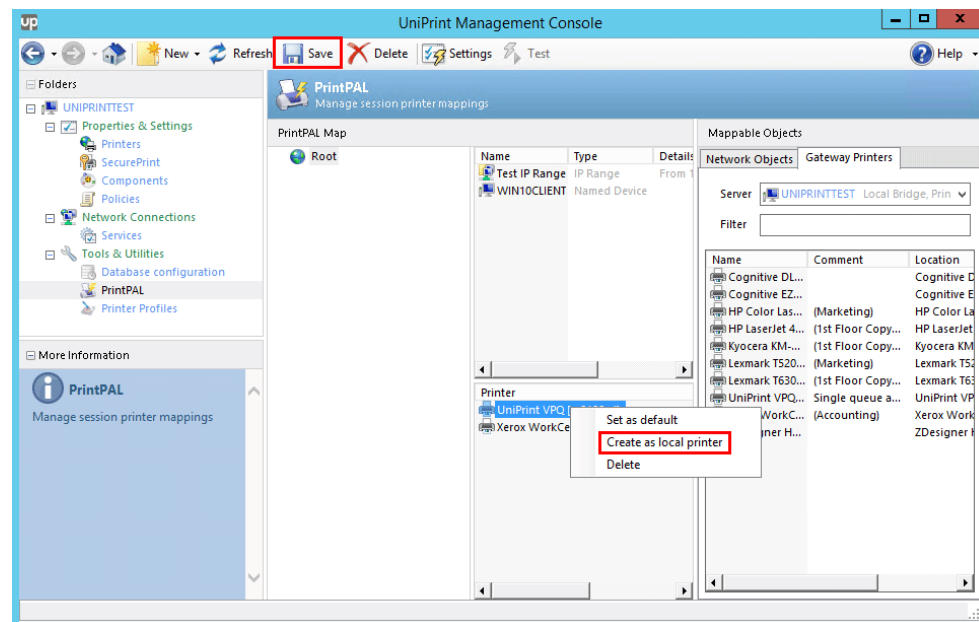 UP UniPrint Management Console
New Refresh Save Delete Settings Test Help
Folders
UNIPRINTTEST
Properties & Settings
Printers
SecurePrint
Components
Policies
Network Connections
Services
Tools & Utilities
Database configuration
PrintPAL
Printer Profiles
More Information
PrintPAL
Manage session printer mappings
PrintPAL
Manage session printer mappings
PrintPAL Map
Root
Name Type Details
Test IP Range IP Range From
WIN10CLIENT Named Device
Printer
UniPrint VPQ
Xerox WorkCe
Set as default
Create as local printer
Delete
Mappable Objects
Network Objects Gateway Printers
Server UNIPRINTTEST Local Bridge, Prin
Filter
Name Comment Location
Cognitive DL... Cognitive D
Cognitive EZ... Cognitive E
HP Color Las... (Marketing) HP Color La
HP LaserJet 4... (1st Floor Copy... HP LaserJet
Kyocera KM-... (1st Floor Copy... Kyocera KM
Lexmark T520... (Marketing) Lexmark T52
Lexmark T630... (1st Floor Copy... Lexmark T63
UniPrint VPQ... Single queue a... UniPrint VP
WorkC... (Accounting) Xerox Work
gner H... ZDesigner H